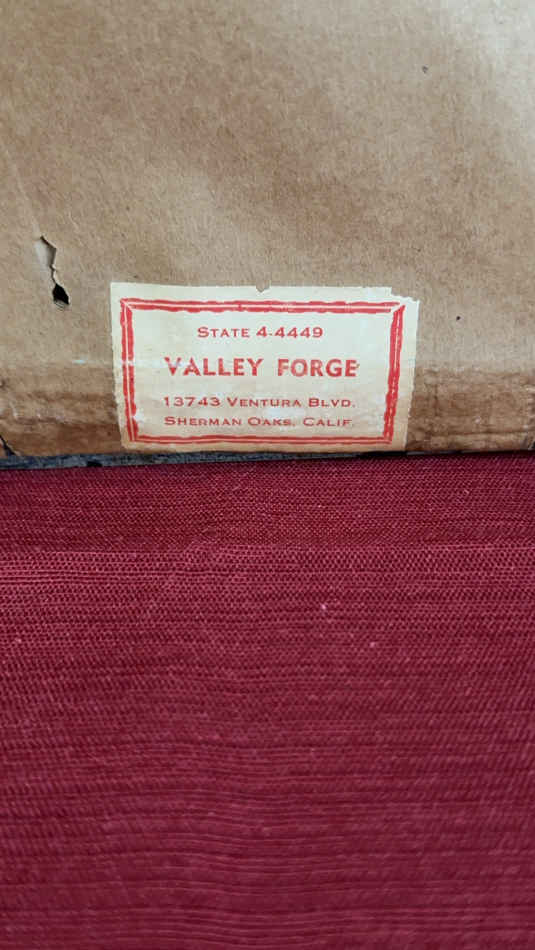 STATE 4-4449
VALLEY FORGE
13743 VENTURA BLVD.
SHERMAN OAKS, CALIF.